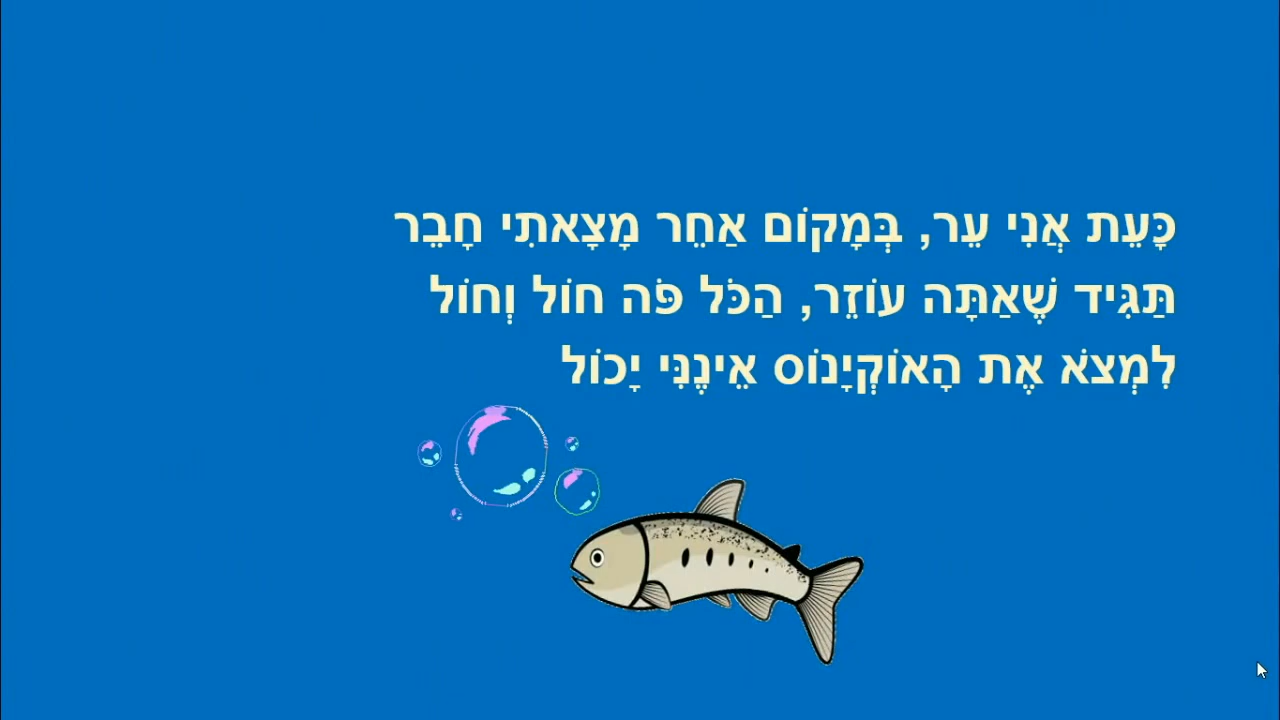 כָּעֵת אֲנִי עֵר, בְּמָקוֹם אַחֵר מָצָאתִי חָבֵר
תַּגִּיד שֶׁאַתָּה עוֹזֵר, הַכֹּל פֹּה חוֹל וְחוֹל
לִמְצֹא אֶת הָאוֹקְיָנוֹס אֵינֶנִּי יָכוֹל